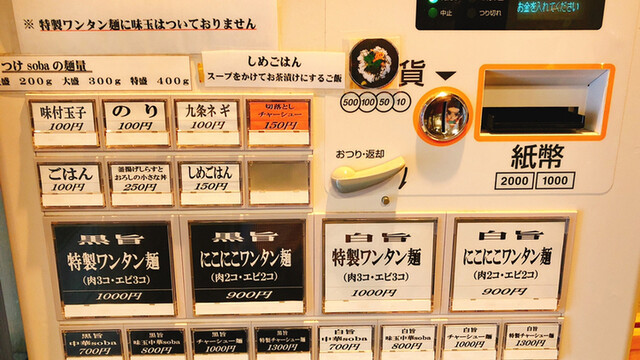 ※ 特製ワンタン麺に味玉はついておりません
中止
つり切れ
お金を入れてください
つけ sobaの麺量
盛 200g 大盛 300g 特盛 400g
しめごはん
スープをかけてお茶漬けにするご飯
貨
500 100 50 10
味付玉子
100円
のり
100円
九条ネギ
100円
切落とし
チャーシュー
150円
おつり・返却
紙幣
2000 1000
ごはん
100円
釜揚げしらすと
おろしの小さな丼
250円
しめごはん
150円
黒旨
特製ワンタン麺
(肉3コ・エビ3コ)
1000円
黒旨
にこにこワンタン麺
(肉2コ・エビ2コ)
900円
白旨
特製ワンタン麺
(肉3コ・エビ3コ)
1000円
白旨
にこにこワンタン麺
(肉2コ・エビ2コ)
900円
黒旨
中華soba
700円
黒旨
味玉中華soba
800円
黒旨
チャーシュー麺
1000円
黒旨
特製チャーシュー麺
1300円
白旨
中華soba
700円
白旨
味玉中華soba
800円
白旨
チャーシュー麺
1000円
白旨
特製チャーシュー麺
1300円